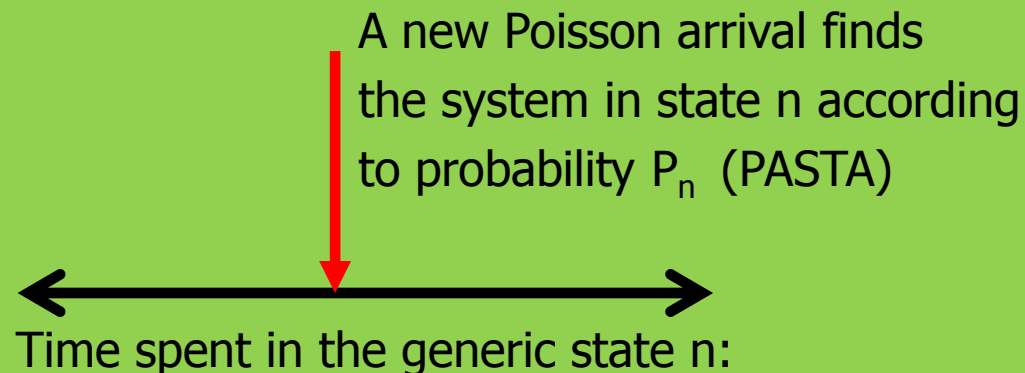 A new Poisson arrival finds
the system in state n according
to probability Pₙ (PASTA)
Time spent in the generic state n: